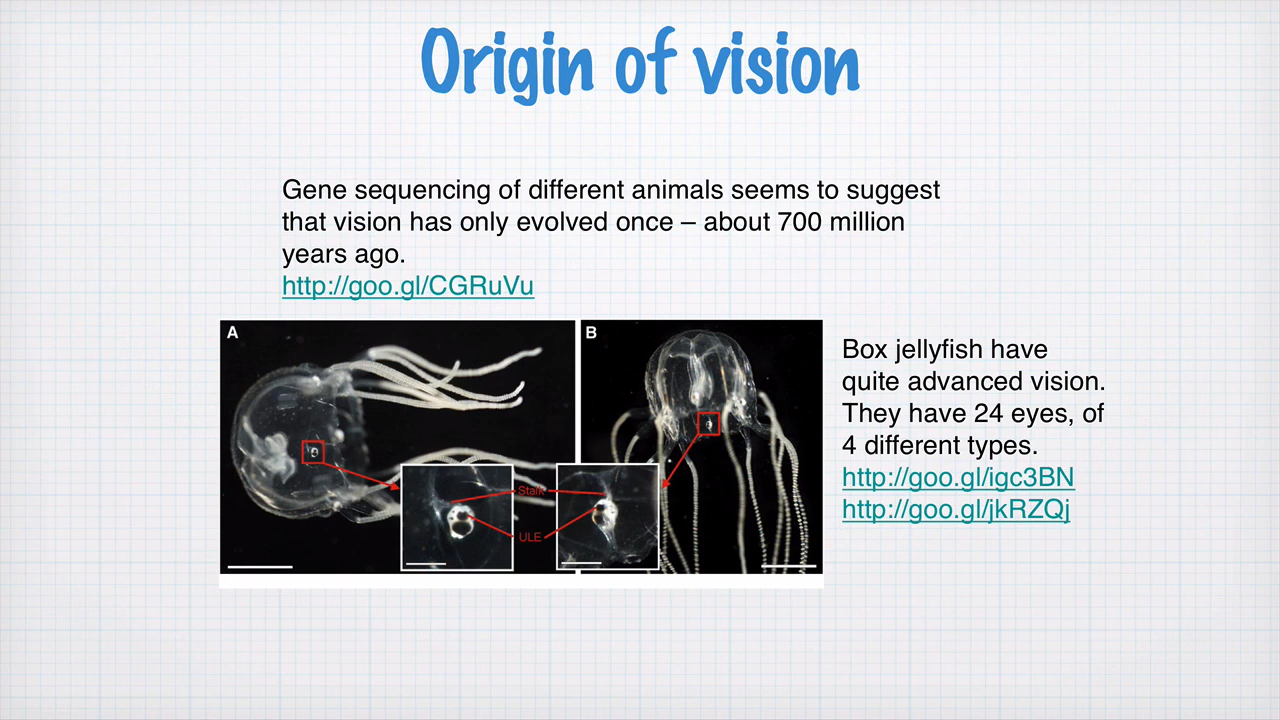 Origin of vision
Gene sequencing of different animals seems to suggest
that vision has only evolved once – about 700 million
years ago.
http://goo.gl/CGRuVu
A
B
Stalk
ULE
Box jellyfish have
quite advanced vision.
They have 24 eyes, of
4 different types.
http://goo.gl/igc3BN
http://goo.gl/jkRZQj